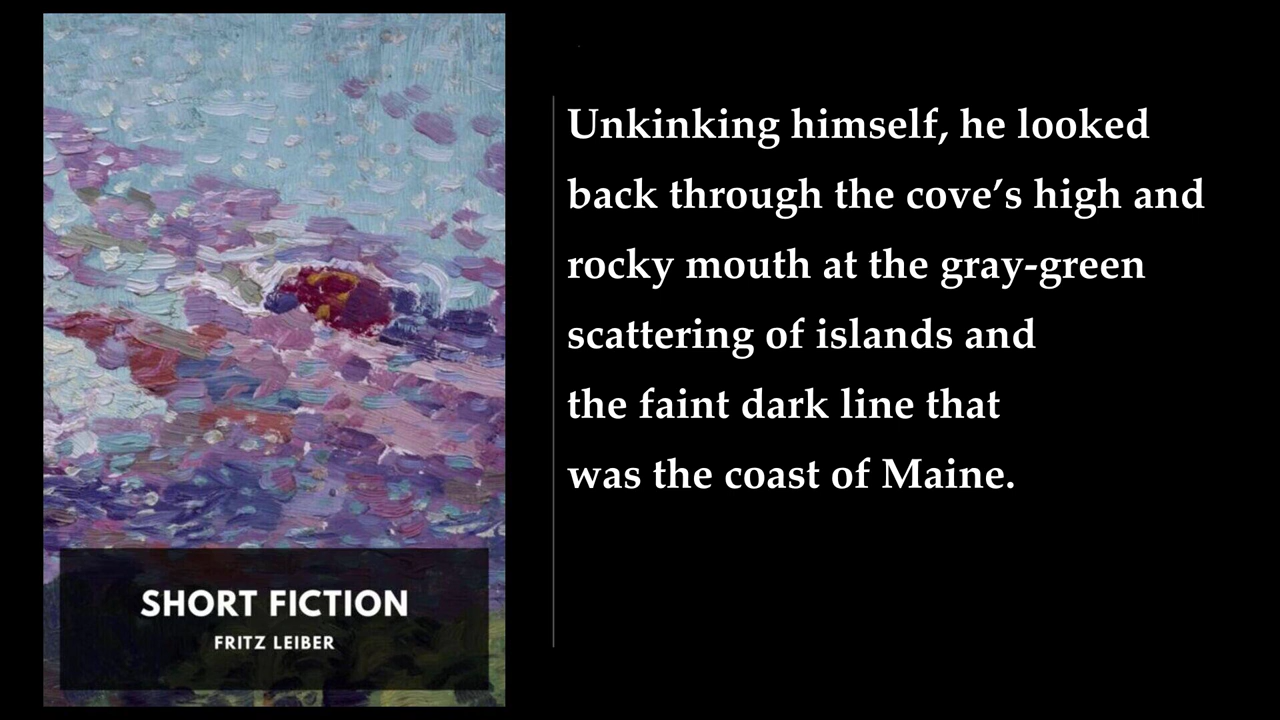 SHORT FICTION
FRITZ LEIBER
Unkinking himself, he looked
back through the cove’s high and
rocky mouth at the gray-green
scattering of islands and
the faint dark line that
was the coast of Maine.